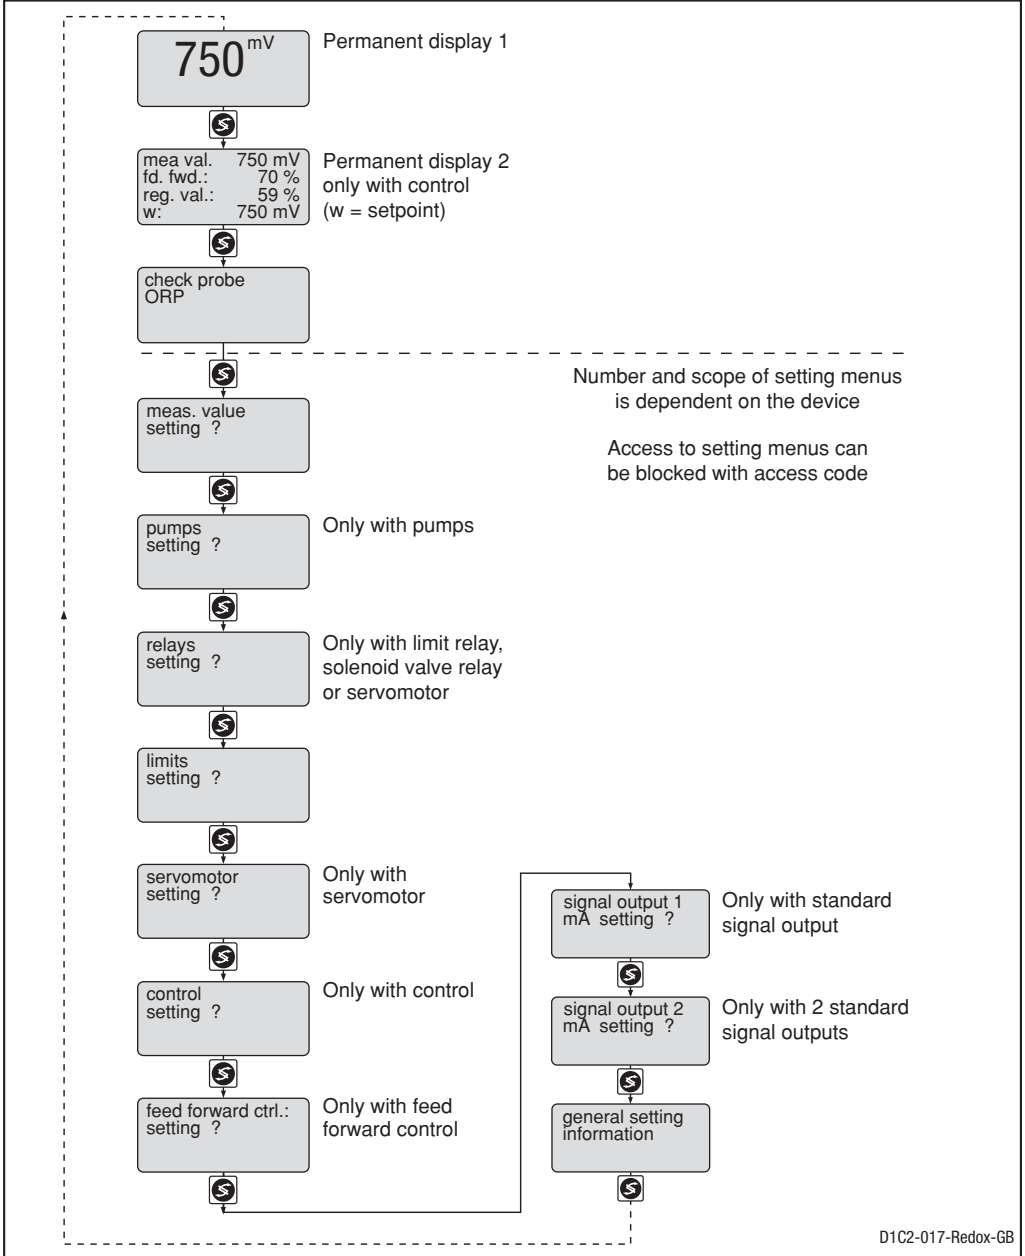 750 mV
Permanent display 1
mea val. 750 mV
fd. fwd.: 70 %
reg. val.: 59 %
w: 750 mV
Permanent display 2
only with control
(w = setpoint)
check probe
ORP
Number and scope of setting menus
is dependent on the device
Access to setting menus can
be blocked with access code
meas. value
setting ?
pumps
setting ?
Only with pumps
relays
setting ?
Only with limit relay,
solenoid valve relay
or servomotor
limits
setting ?
servomotor
setting ?
Only with
servomotor
control
setting ?
Only with control
feed forward ctrl.:
setting ?
Only with feed
forward control
signal output 1
mA setting ?
Only with standard
signal output
signal output 2
mA setting ?
Only with 2 standard
signal outputs
general setting
information
D1C2-017-Redox-GB